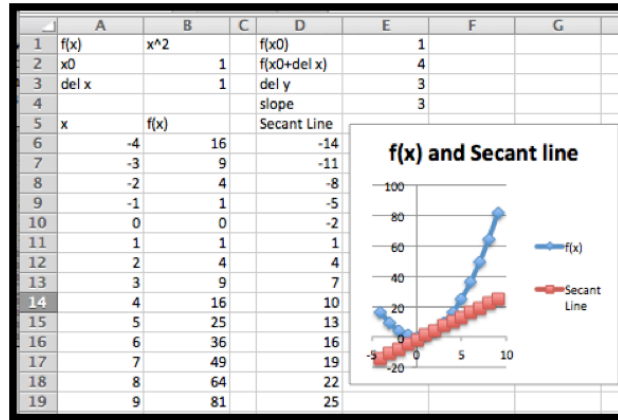 A B C D E F G
1 f(x) x^2 f(x0) 1
2 x0 1 f(x0+del x) 4
3 del x 1 del y 3
4 slope 3
5 x f(x) Secant Line
6 -4 16 -14
7 -3 9 -11
8 -2 4 -8
9 -1 1 -5
10 0 0 -2
11 1 1 1
12 2 4 4
13 3 9 7
14 4 16 10
15 5 25 13
16 6 36 16
17 7 49 19
18 8 64 22
19 9 81 25
f(x) and Secant line
100
80
60
40
20
0
-20
-5 0 5 10
f(x)
Secant
Line